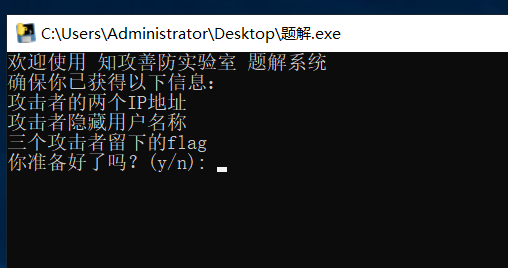 C:\Users\Administrator\Desktop\题解.exe
欢迎使用 知攻善防实验室 题解系统
确保你已获得以下信息：
攻击者的两个IP地址
攻击者隐藏用户名称
三个攻击者留下的flag
你准备好了吗？(y/n):